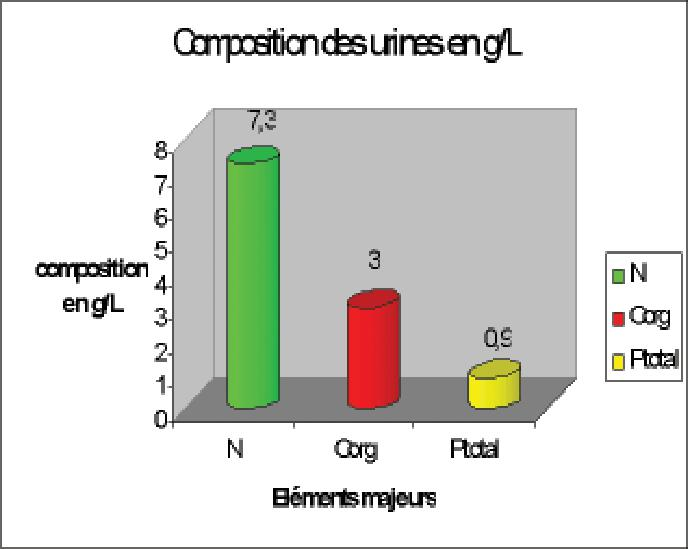 Composition des urines en g/L
7,3
8
7
6
5
4
3
2
1
0
3
0,9
composition
en g/L
N
Corg
Ptotal
N
Corg
Ptotal
Eléments majeurs